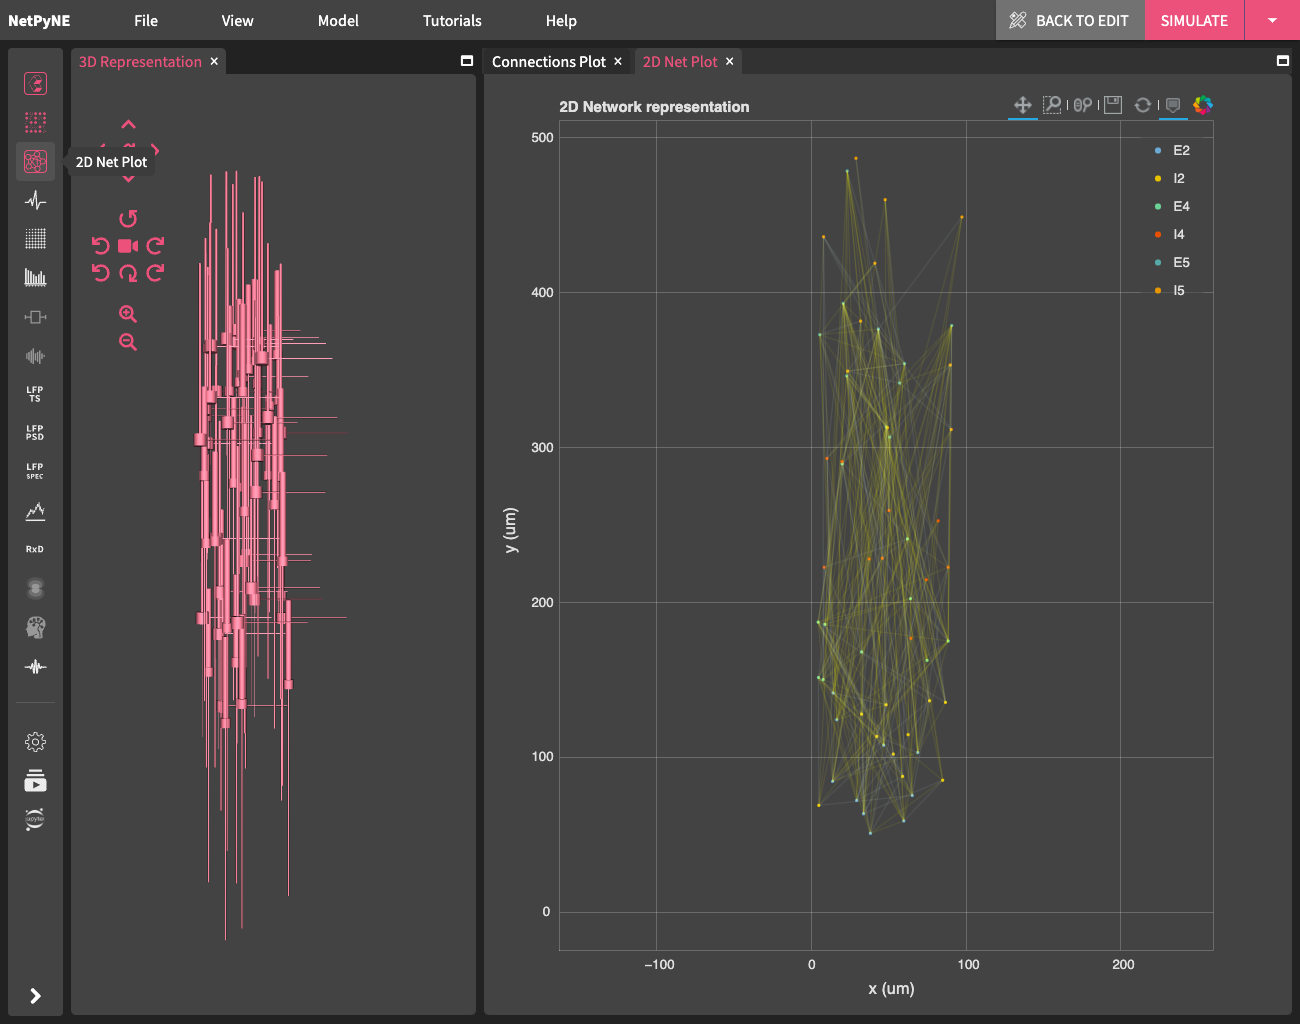 NetPyNE File View Model Tutorials Help BACK TO EDIT SIMULATE
3D Representation ×
Connections Plot × 2D Net Plot ×
2D Net Plot
LFP
TS
LFP
PSD
LFP
SPEC
RxD
jupyter
2D Network representation
E2
I2
E4
I4
E5
I5
500
400
300
200
100
0
y (um)
−100 0 100 200
x (um)